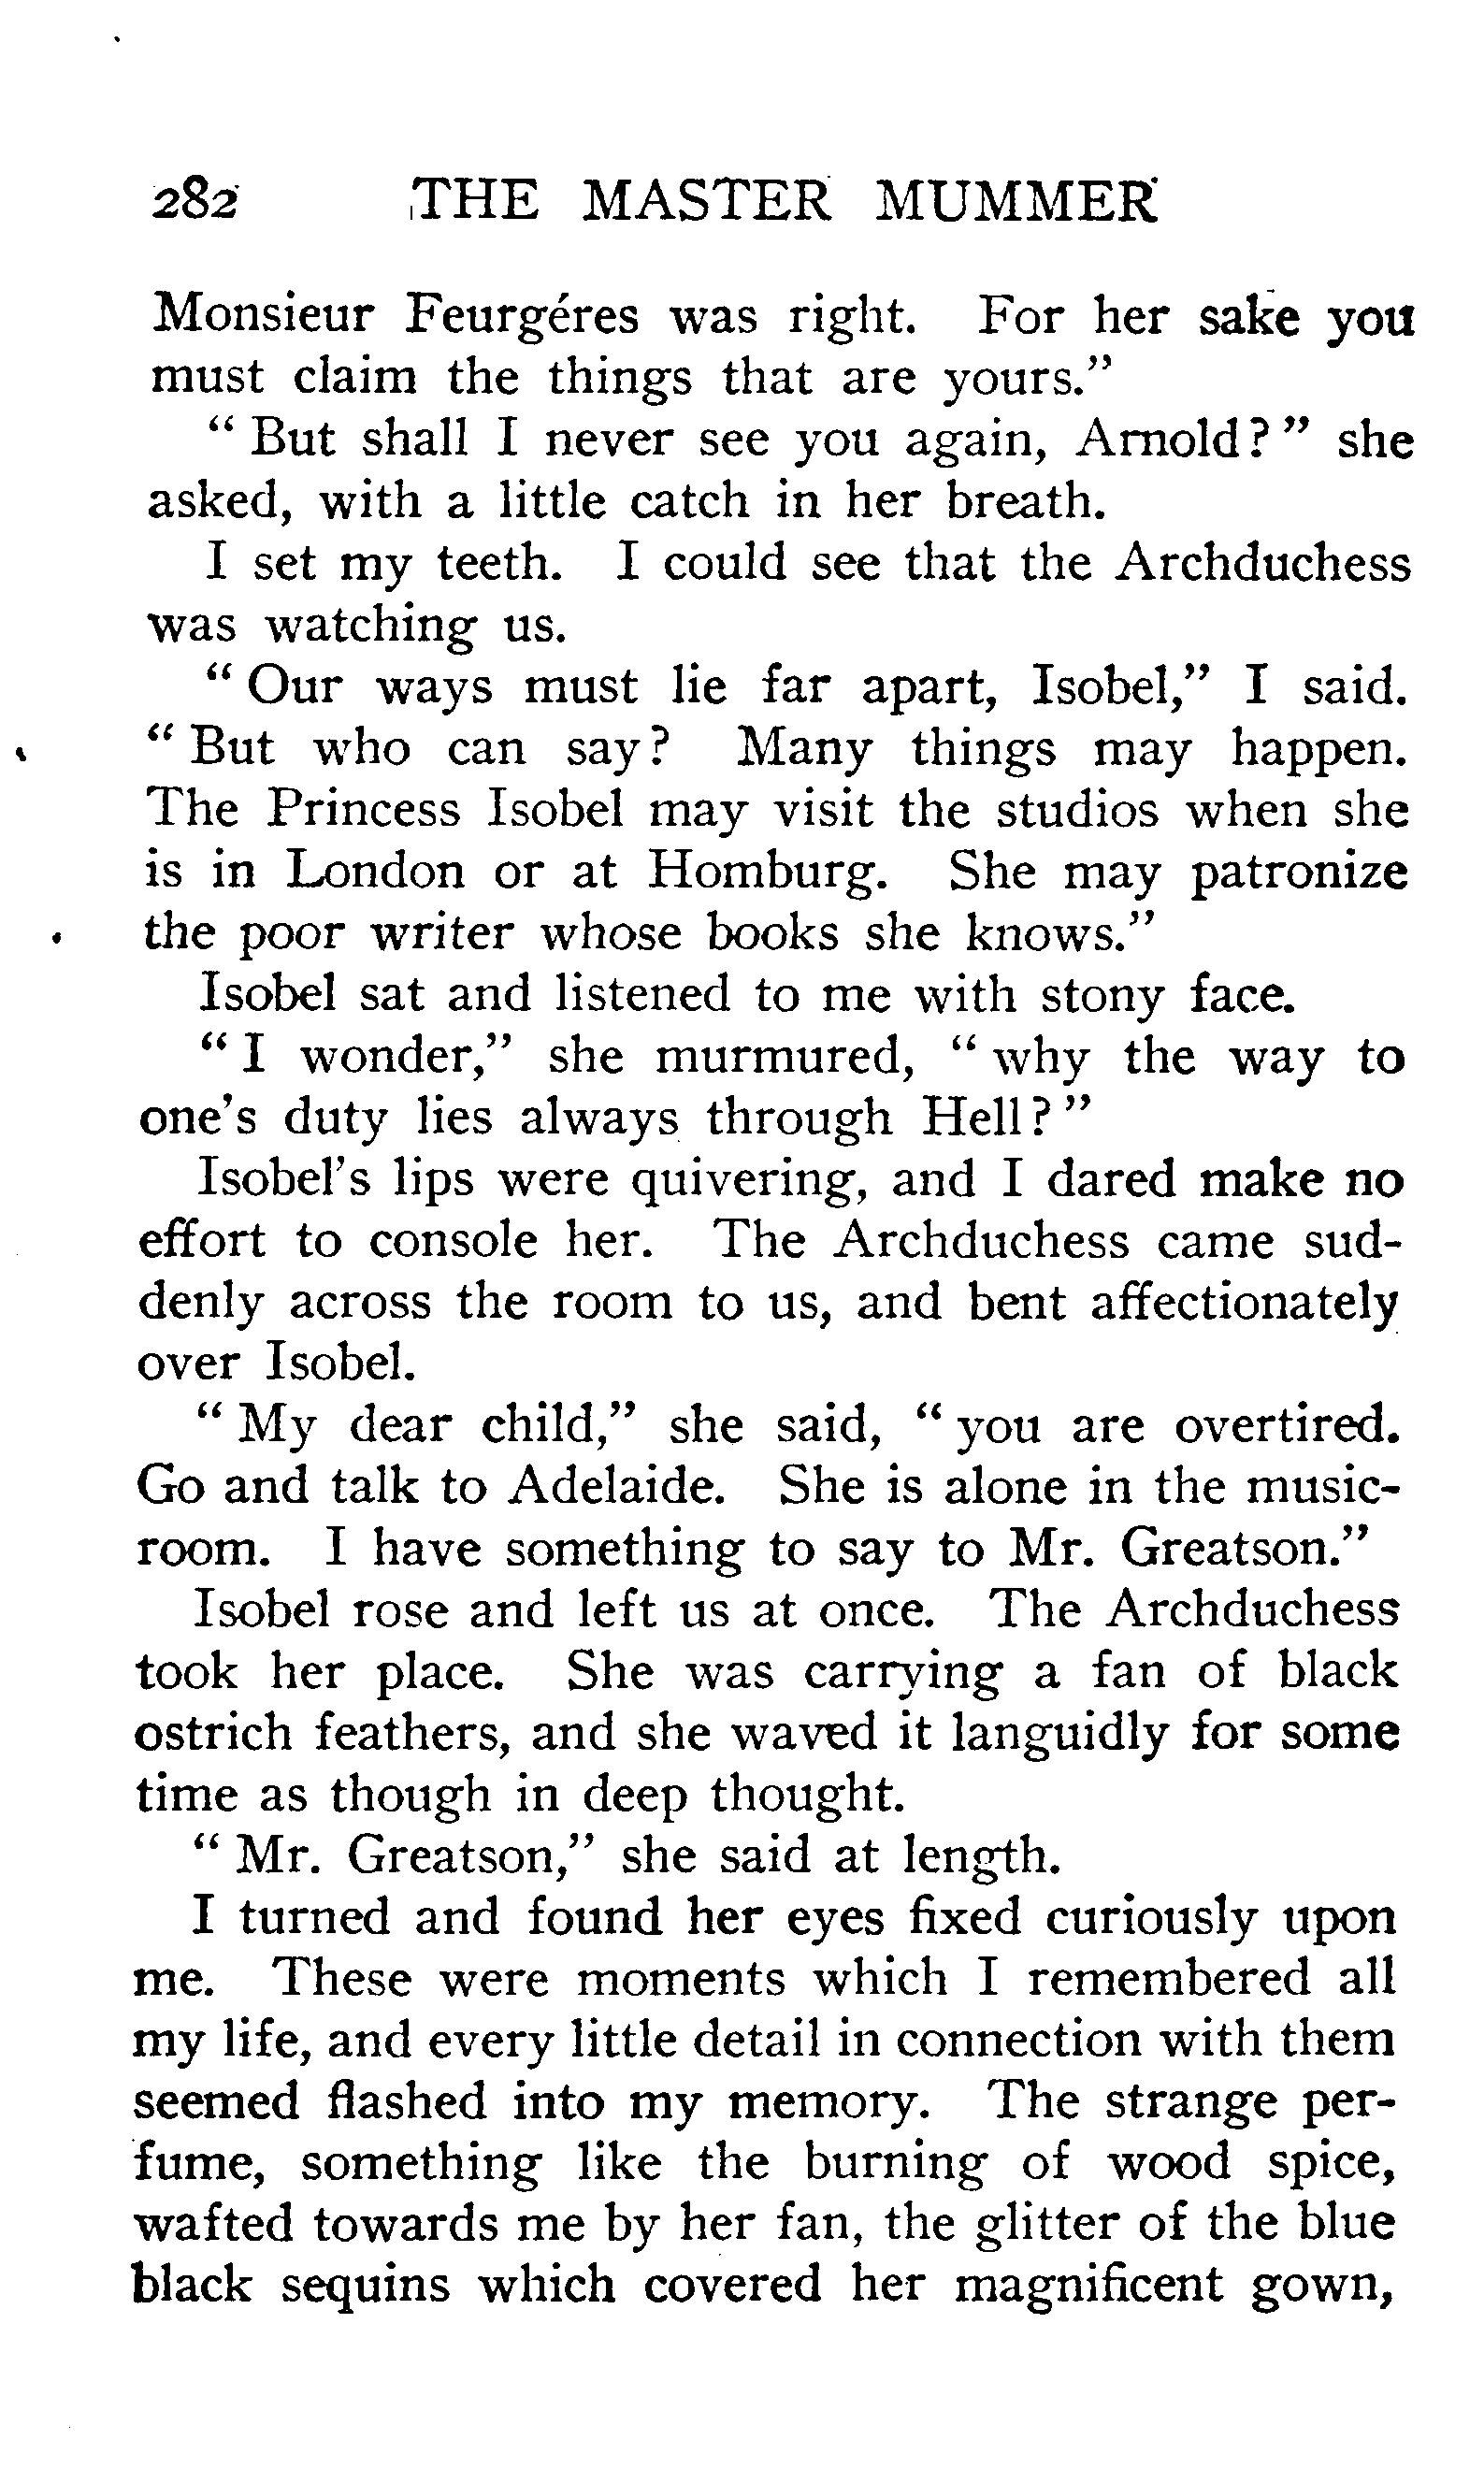 282 THE MASTER MUMMER
Monsieur Feurgéres was right. For her sake you
must claim the things that are yours."
" But shall I never see you again, Arnold? " she
asked, with a little catch in her breath.
I set my teeth. I could see that the Archduchess
was watching us.
" Our ways must lie far apart, Isobel," I said.
" But who can say? Many things may happen.
The Princess Isobel may visit the studios when she
is in London or at Homburg. She may patronize
the poor writer whose books she knows."
Isobel sat and listened to me with stony face.
" I wonder," she murmured, " why the way to
one's duty lies always through Hell? "
Isobel's lips were quivering, and I dared make no
effort to console her. The Archduchess came sud-
denly across the room to us, and bent affectionately
over Isobel.
" My dear child," she said, " you are overtired.
Go and talk to Adelaide. She is alone in the music-
room. I have something to say to Mr. Greatson."
Isobel rose and left us at once. The Archduchess
took her place. She was carrying a fan of black
ostrich feathers, and she waved it languidly for some
time as though in deep thought.
" Mr. Greatson," she said at length.
I turned and found her eyes fixed curiously upon
me. These were moments which I remembered all
my life, and every little detail in connection with them
seemed flashed into my memory. The strange per-
fume, something like the burning of wood spice,
wafted towards me by her fan, the glitter of the blue
black sequins which covered her magnificent gown,